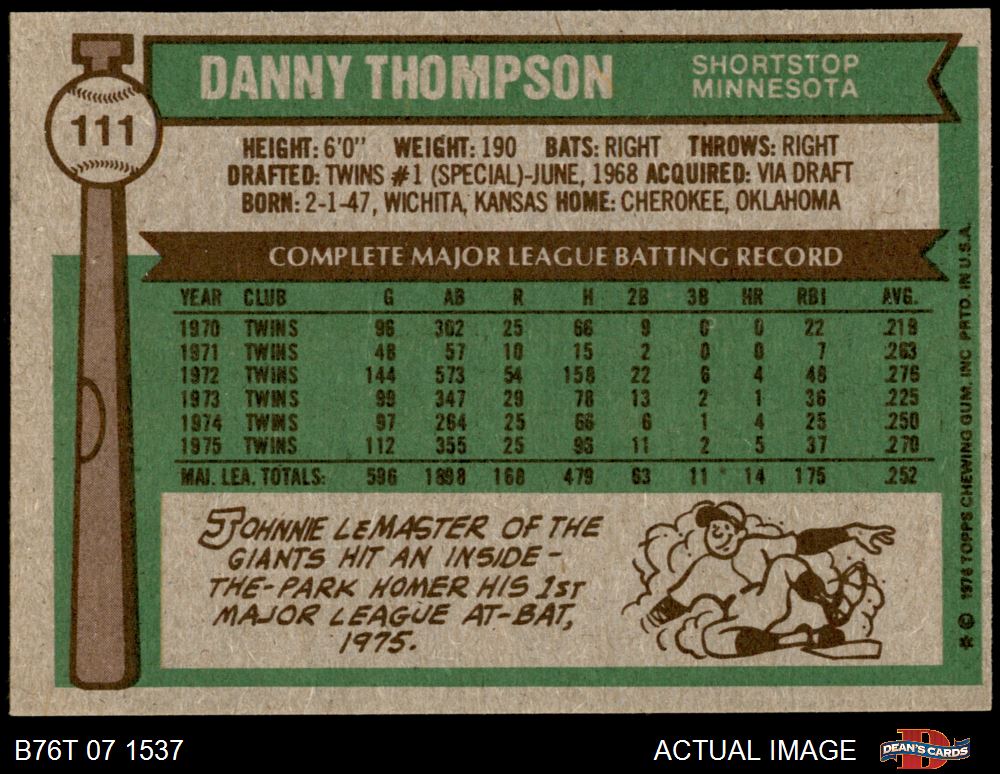 111
DANNY THOMPSON
SHORTSTOP
MINNESOTA
HEIGHT: 6'0" WEIGHT: 190 BATS: RIGHT THROWS: RIGHT
DRAFTED: TWINS #1 (SPECIAL)-JUNE, 1968 ACQUIRED: VIA DRAFT
BORN: 2-1-47, WICHITA, KANSAS HOME: CHEROKEE, OKLAHOMA
COMPLETE MAJOR LEAGUE BATTING RECORD
YEAR CLUB G AB R H 2B 3B HR RBI AVG.
1970 TWINS 96 302 25 66 9 0 0 22 .219
1971 TWINS 48 57 10 15 2 0 0 7 .263
1972 TWINS 144 573 54 158 22 6 4 48 .276
1973 TWINS 99 347 29 78 13 2 1 36 .225
1974 TWINS 97 264 25 66 6 1 4 25 .250
1975 TWINS 112 355 25 96 11 2 5 37 .270
MAJ. LEA. TOTALS: 596 1898 168 479 63 11 14 175 .252
JOHNNIE LEMASTER OF THE
GIANTS HIT AN INSIDE-
THE-PARK HOMER HIS 1ST
MAJOR LEAGUE AT-BAT,
1975.
* © 1976 TOPPS CHEWING GUM, INC. PRTD. IN U.S.A.
B76T 07 1537
ACTUAL IMAGE
DEAN'S CARDS